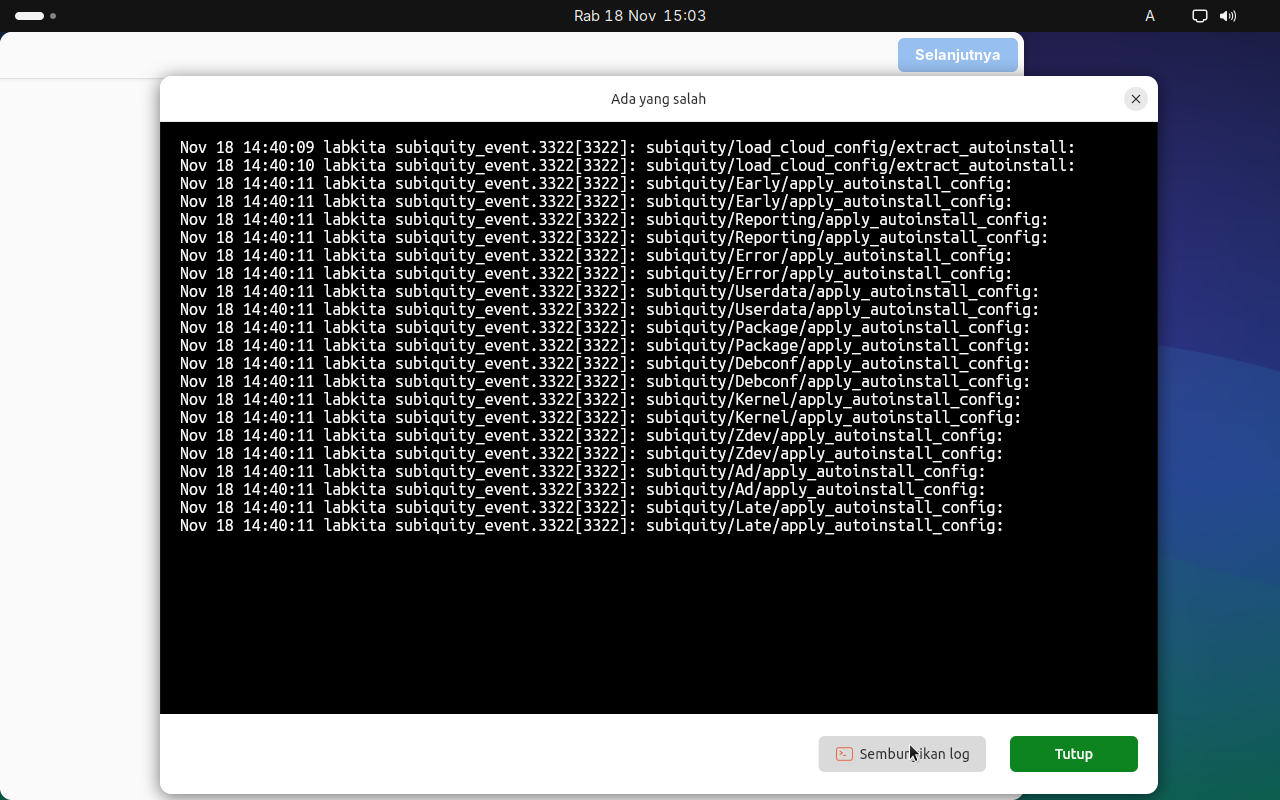 Rab 18 Nov 15:03
A
Selanjutnya
Ada yang salah
Nov 18 14:40:09 labkita subiquity_event.3322[3322]: subiquity/load_cloud_config/extract_autoinstall:
Nov 18 14:40:10 labkita subiquity_event.3322[3322]: subiquity/load_cloud_config/extract_autoinstall:
Nov 18 14:40:11 labkita subiquity_event.3322[3322]: subiquity/Early/apply_autoinstall_config:
Nov 18 14:40:11 labkita subiquity_event.3322[3322]: subiquity/Early/apply_autoinstall_config:
Nov 18 14:40:11 labkita subiquity_event.3322[3322]: subiquity/Reporting/apply_autoinstall_config:
Nov 18 14:40:11 labkita subiquity_event.3322[3322]: subiquity/Reporting/apply_autoinstall_config:
Nov 18 14:40:11 labkita subiquity_event.3322[3322]: subiquity/Error/apply_autoinstall_config:
Nov 18 14:40:11 labkita subiquity_event.3322[3322]: subiquity/Error/apply_autoinstall_config:
Nov 18 14:40:11 labkita subiquity_event.3322[3322]: subiquity/Userdata/apply_autoinstall_config:
Nov 18 14:40:11 labkita subiquity_event.3322[3322]: subiquity/Userdata/apply_autoinstall_config:
Nov 18 14:40:11 labkita subiquity_event.3322[3322]: subiquity/Package/apply_autoinstall_config:
Nov 18 14:40:11 labkita subiquity_event.3322[3322]: subiquity/Package/apply_autoinstall_config:
Nov 18 14:40:11 labkita subiquity_event.3322[3322]: subiquity/Debconf/apply_autoinstall_config:
Nov 18 14:40:11 labkita subiquity_event.3322[3322]: subiquity/Debconf/apply_autoinstall_config:
Nov 18 14:40:11 labkita subiquity_event.3322[3322]: subiquity/Kernel/apply_autoinstall_config:
Nov 18 14:40:11 labkita subiquity_event.3322[3322]: subiquity/Kernel/apply_autoinstall_config:
Nov 18 14:40:11 labkita subiquity_event.3322[3322]: subiquity/Zdev/apply_autoinstall_config:
Nov 18 14:40:11 labkita subiquity_event.3322[3322]: subiquity/Zdev/apply_autoinstall_config:
Nov 18 14:40:11 labkita subiquity_event.3322[3322]: subiquity/Ad/apply_autoinstall_config:
Nov 18 14:40:11 labkita subiquity_event.3322[3322]: subiquity/Ad/apply_autoinstall_config:
Nov 18 14:40:11 labkita subiquity_event.3322[3322]: subiquity/Late/apply_autoinstall_config:
Nov 18 14:40:11 labkita subiquity_event.3322[3322]: subiquity/Late/apply_autoinstall_config:
Sembunyikan log
Tutup